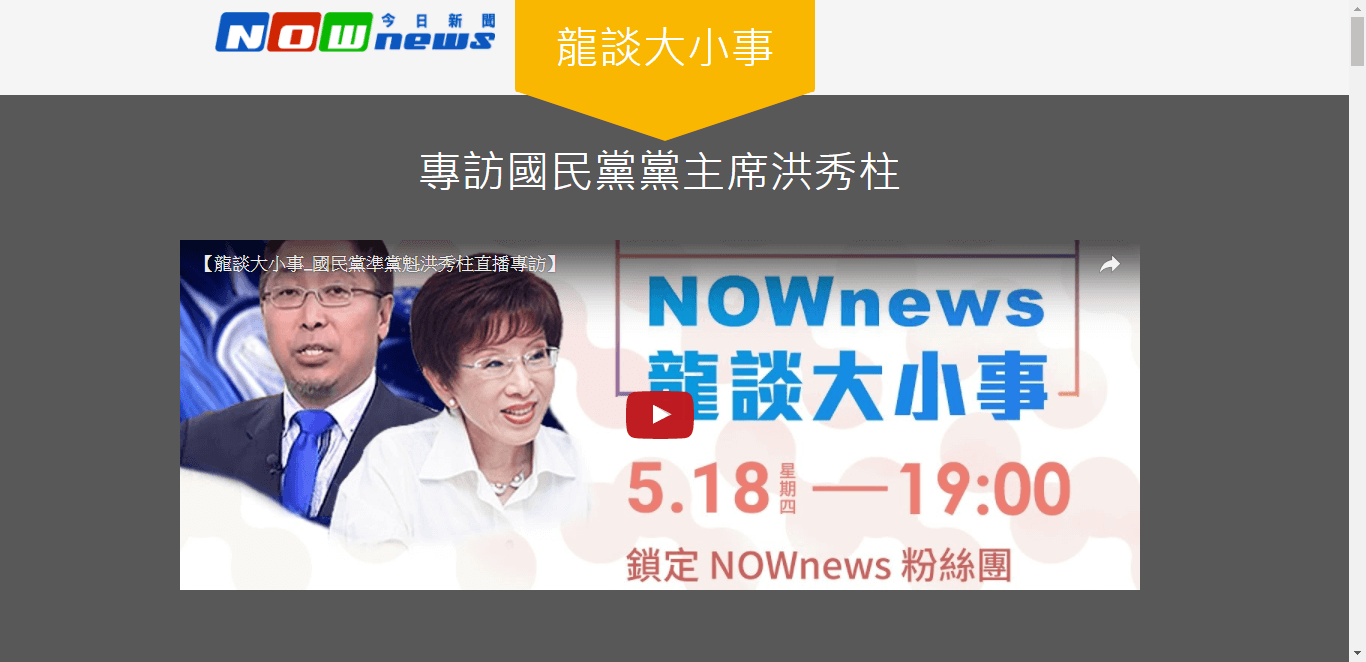 NOWnews 今日新聞
龍談大小事
專訪國民黨黨主席洪秀柱
【龍談大小事_國民黨準黨魁洪秀柱直播專訪】
NOWnews
龍談大小事
5.18 星期四 — 19:00
鎖定 NOWnews 粉絲團